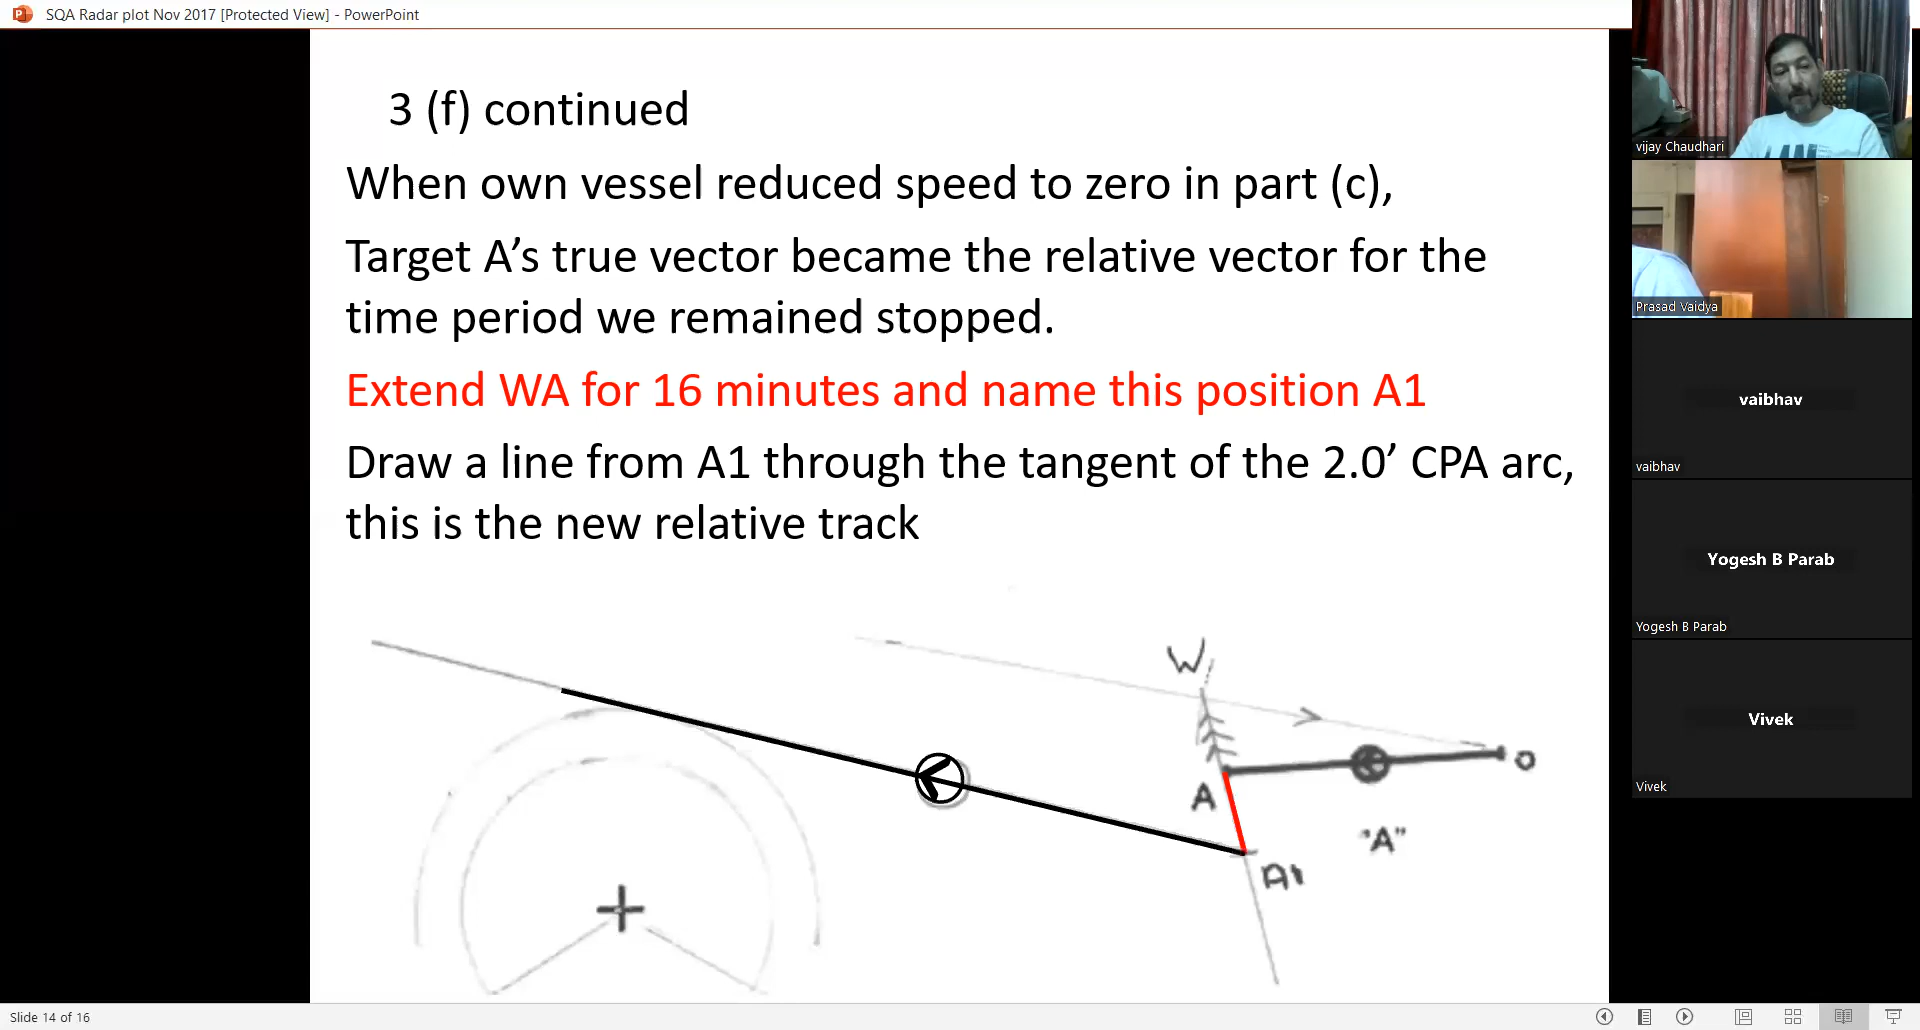 SQA Radar plot Nov 2017 [Protected View] - PowerPoint
3 (f) continued
When own vessel reduced speed to zero in part (c),
Target A’s true vector became the relative vector for the
time period we remained stopped.
Extend WA for 16 minutes and name this position A1
Draw a line from A1 through the tangent of the 2.0’ CPA arc,
this is the new relative track
W
A
O
"A"
A1
vijay Chaudhari
Prasad Vaidya
vaibhav
vaibhav
Yogesh B Parab
Yogesh B Parab
Vivek
Vivek
Slide 14 of 16